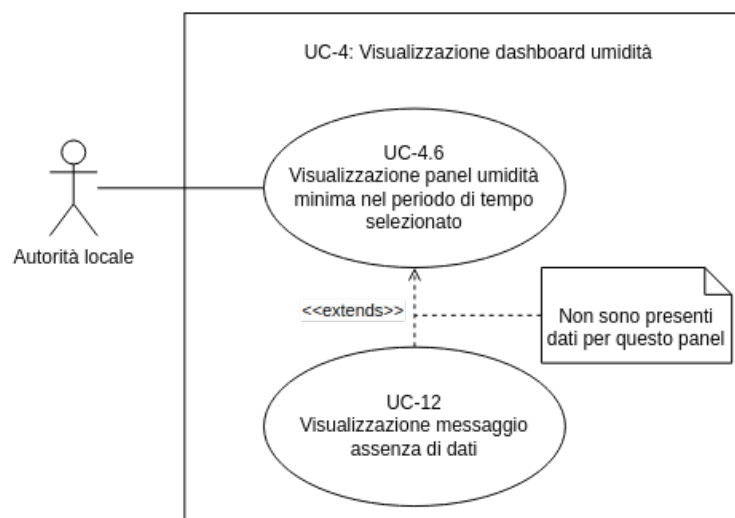 UC-4: Visualizzazione dashboard umidità
UC-4.6
Visualizzazione panel umidità
minima nel periodo di tempo
selezionato
Autorità locale
<<extends>>
Non sono presenti
dati per questo panel
UC-12
Visualizzazione messaggio
assenza di dati